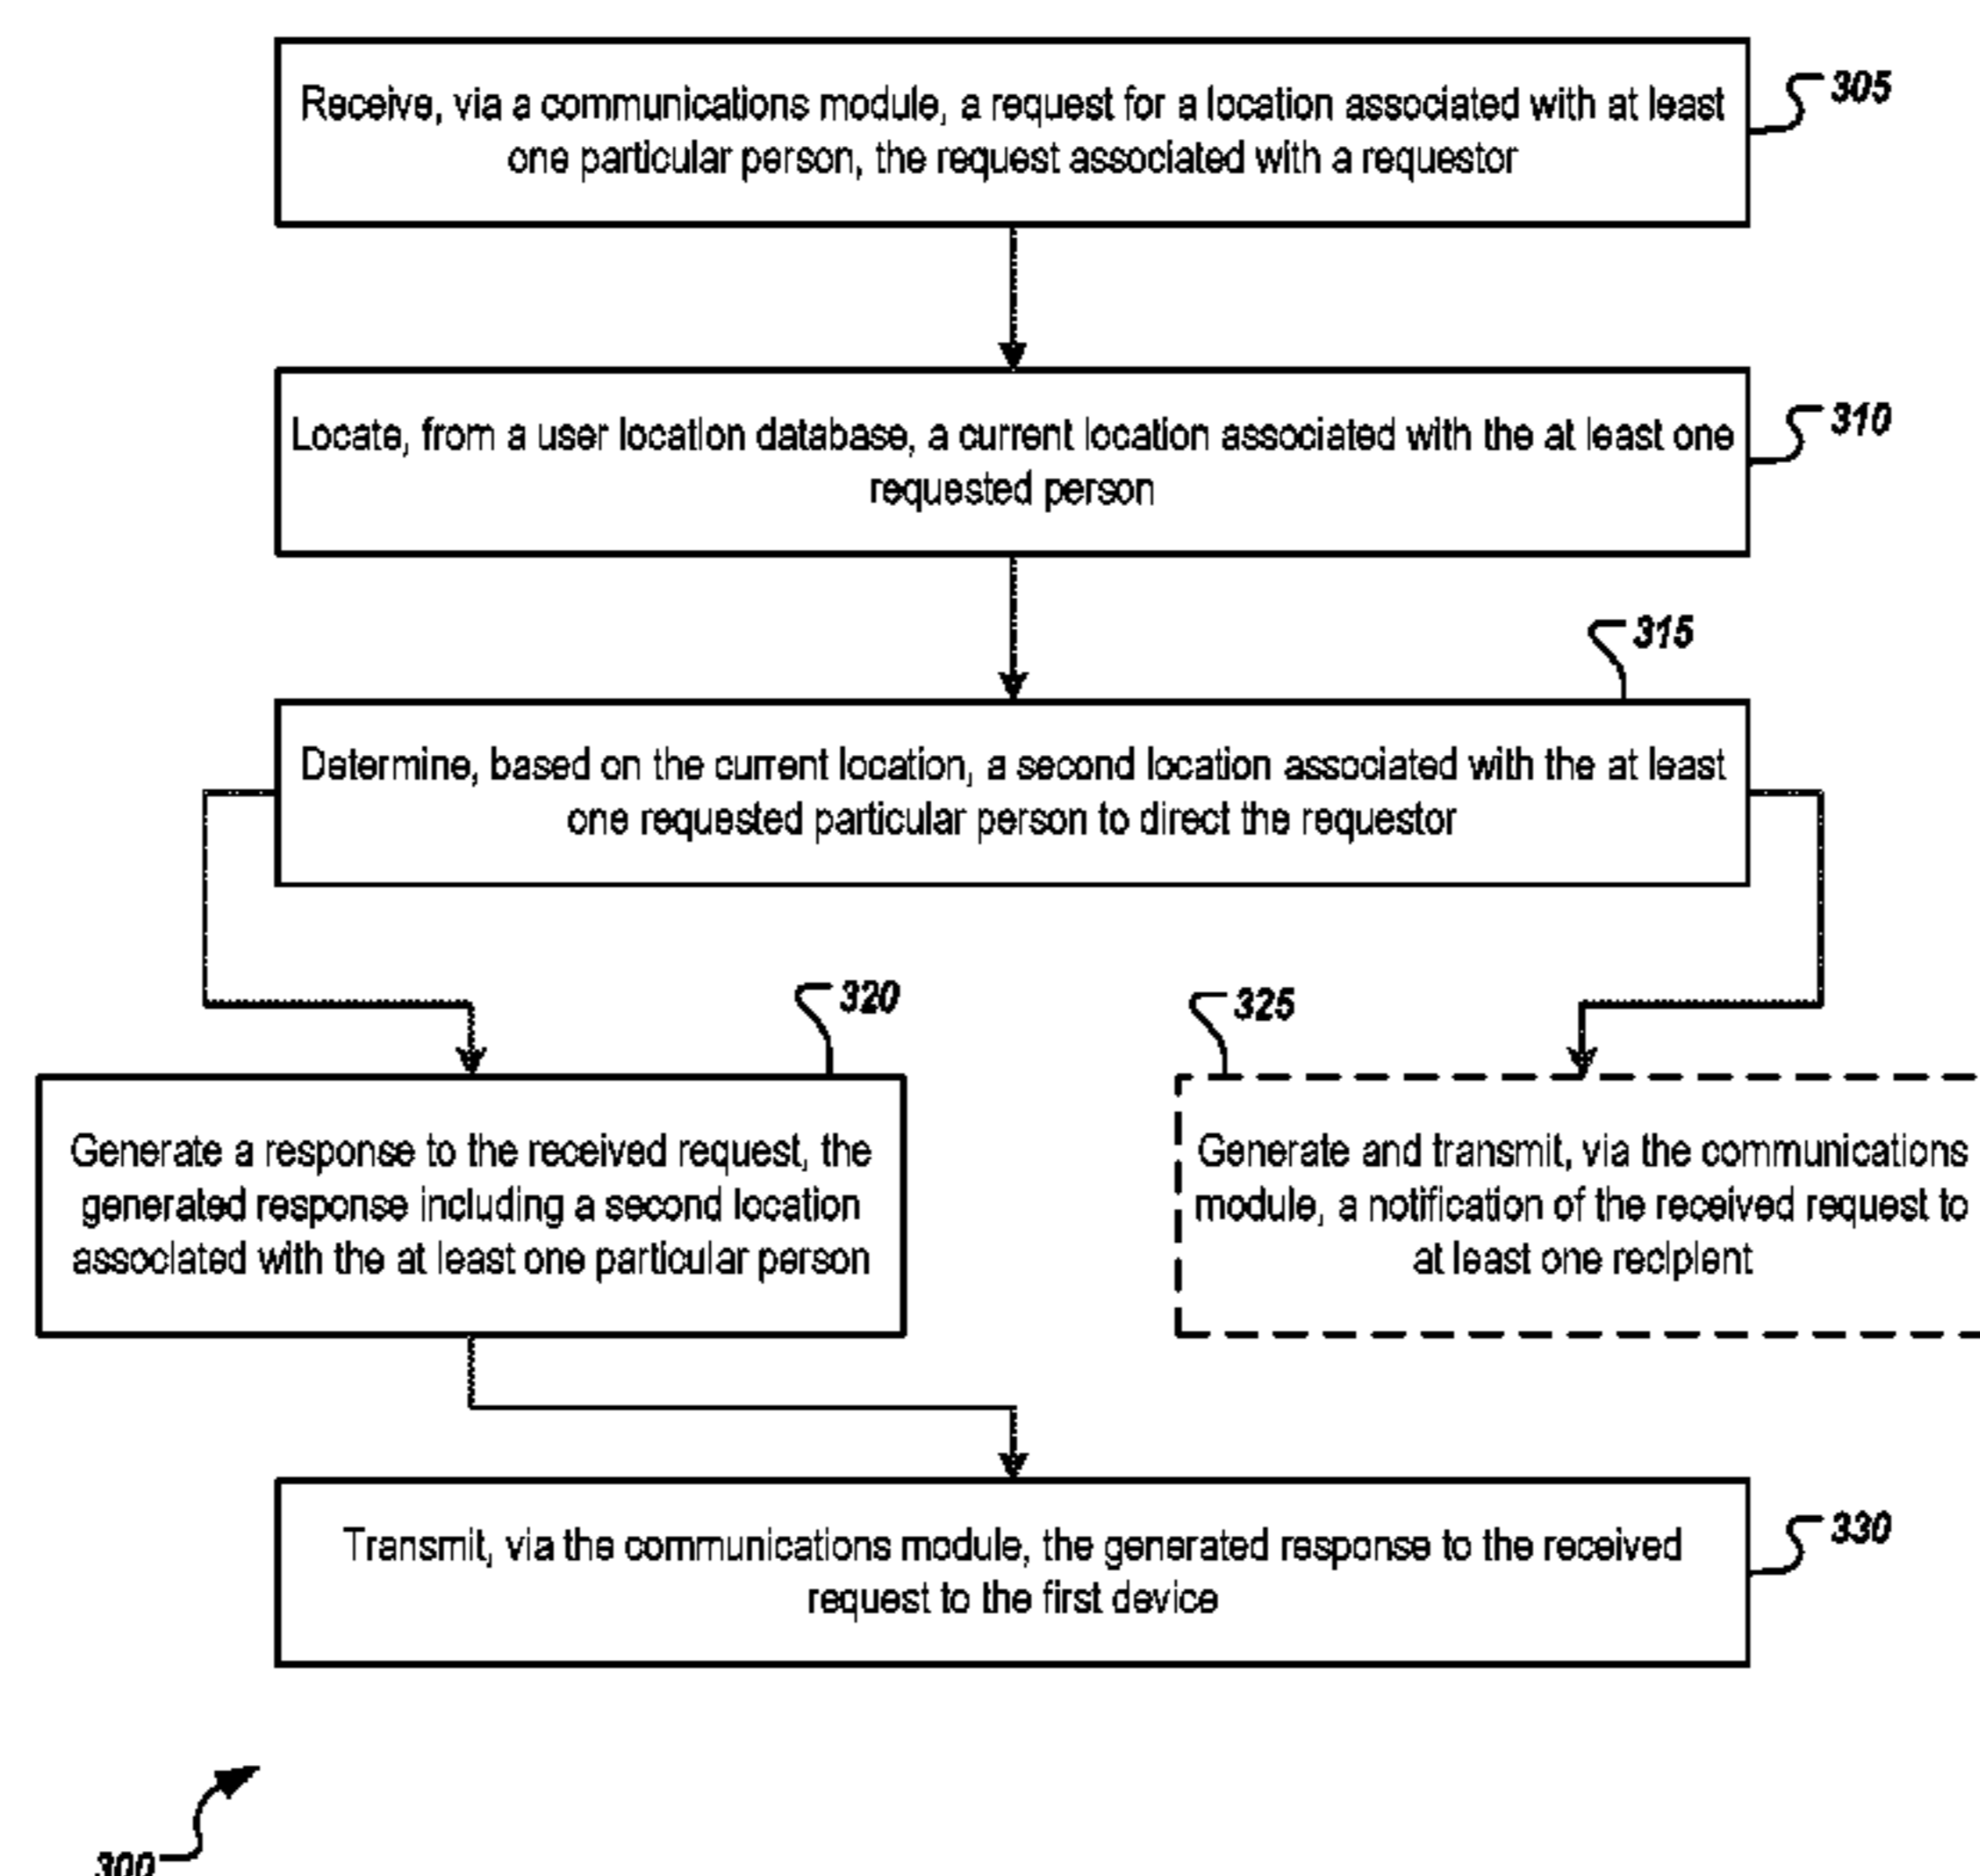 Receive, via a communications module, a request for a location associated with at least
one particular person, the request associated with a requestor
305
Locate, from a user location database, a current location associated with the at least one
requested person
310
315
Determine, based on the current location, a second location associated with the at least
one requested particular person to direct the requestor
320
325
Generate a response to the received request, the
generated response including a second location
associated with the at least one particular person
Generate and transmit, via the communications
module, a notification of the received request to
at least one recipient
Transmit, via the communications module, the generated response to the received
request to the first device
330
300